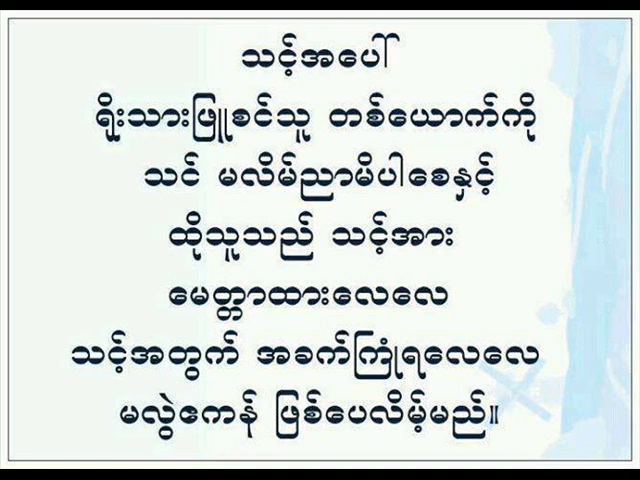 သင့်အပေါ်
ရိုးသားဖြူစင်သူ တစ်ယောက်ကို
သင် မလိမ်ညာမိပါစေနှင့်
ထိုသူသည် သင့်အား
မေတ္တာထားလေလေ
သင့်အတွက် အခက်ကြုံရလေလေ
မလွဲဧကန် ဖြစ်ပေလိမ့်မည်။